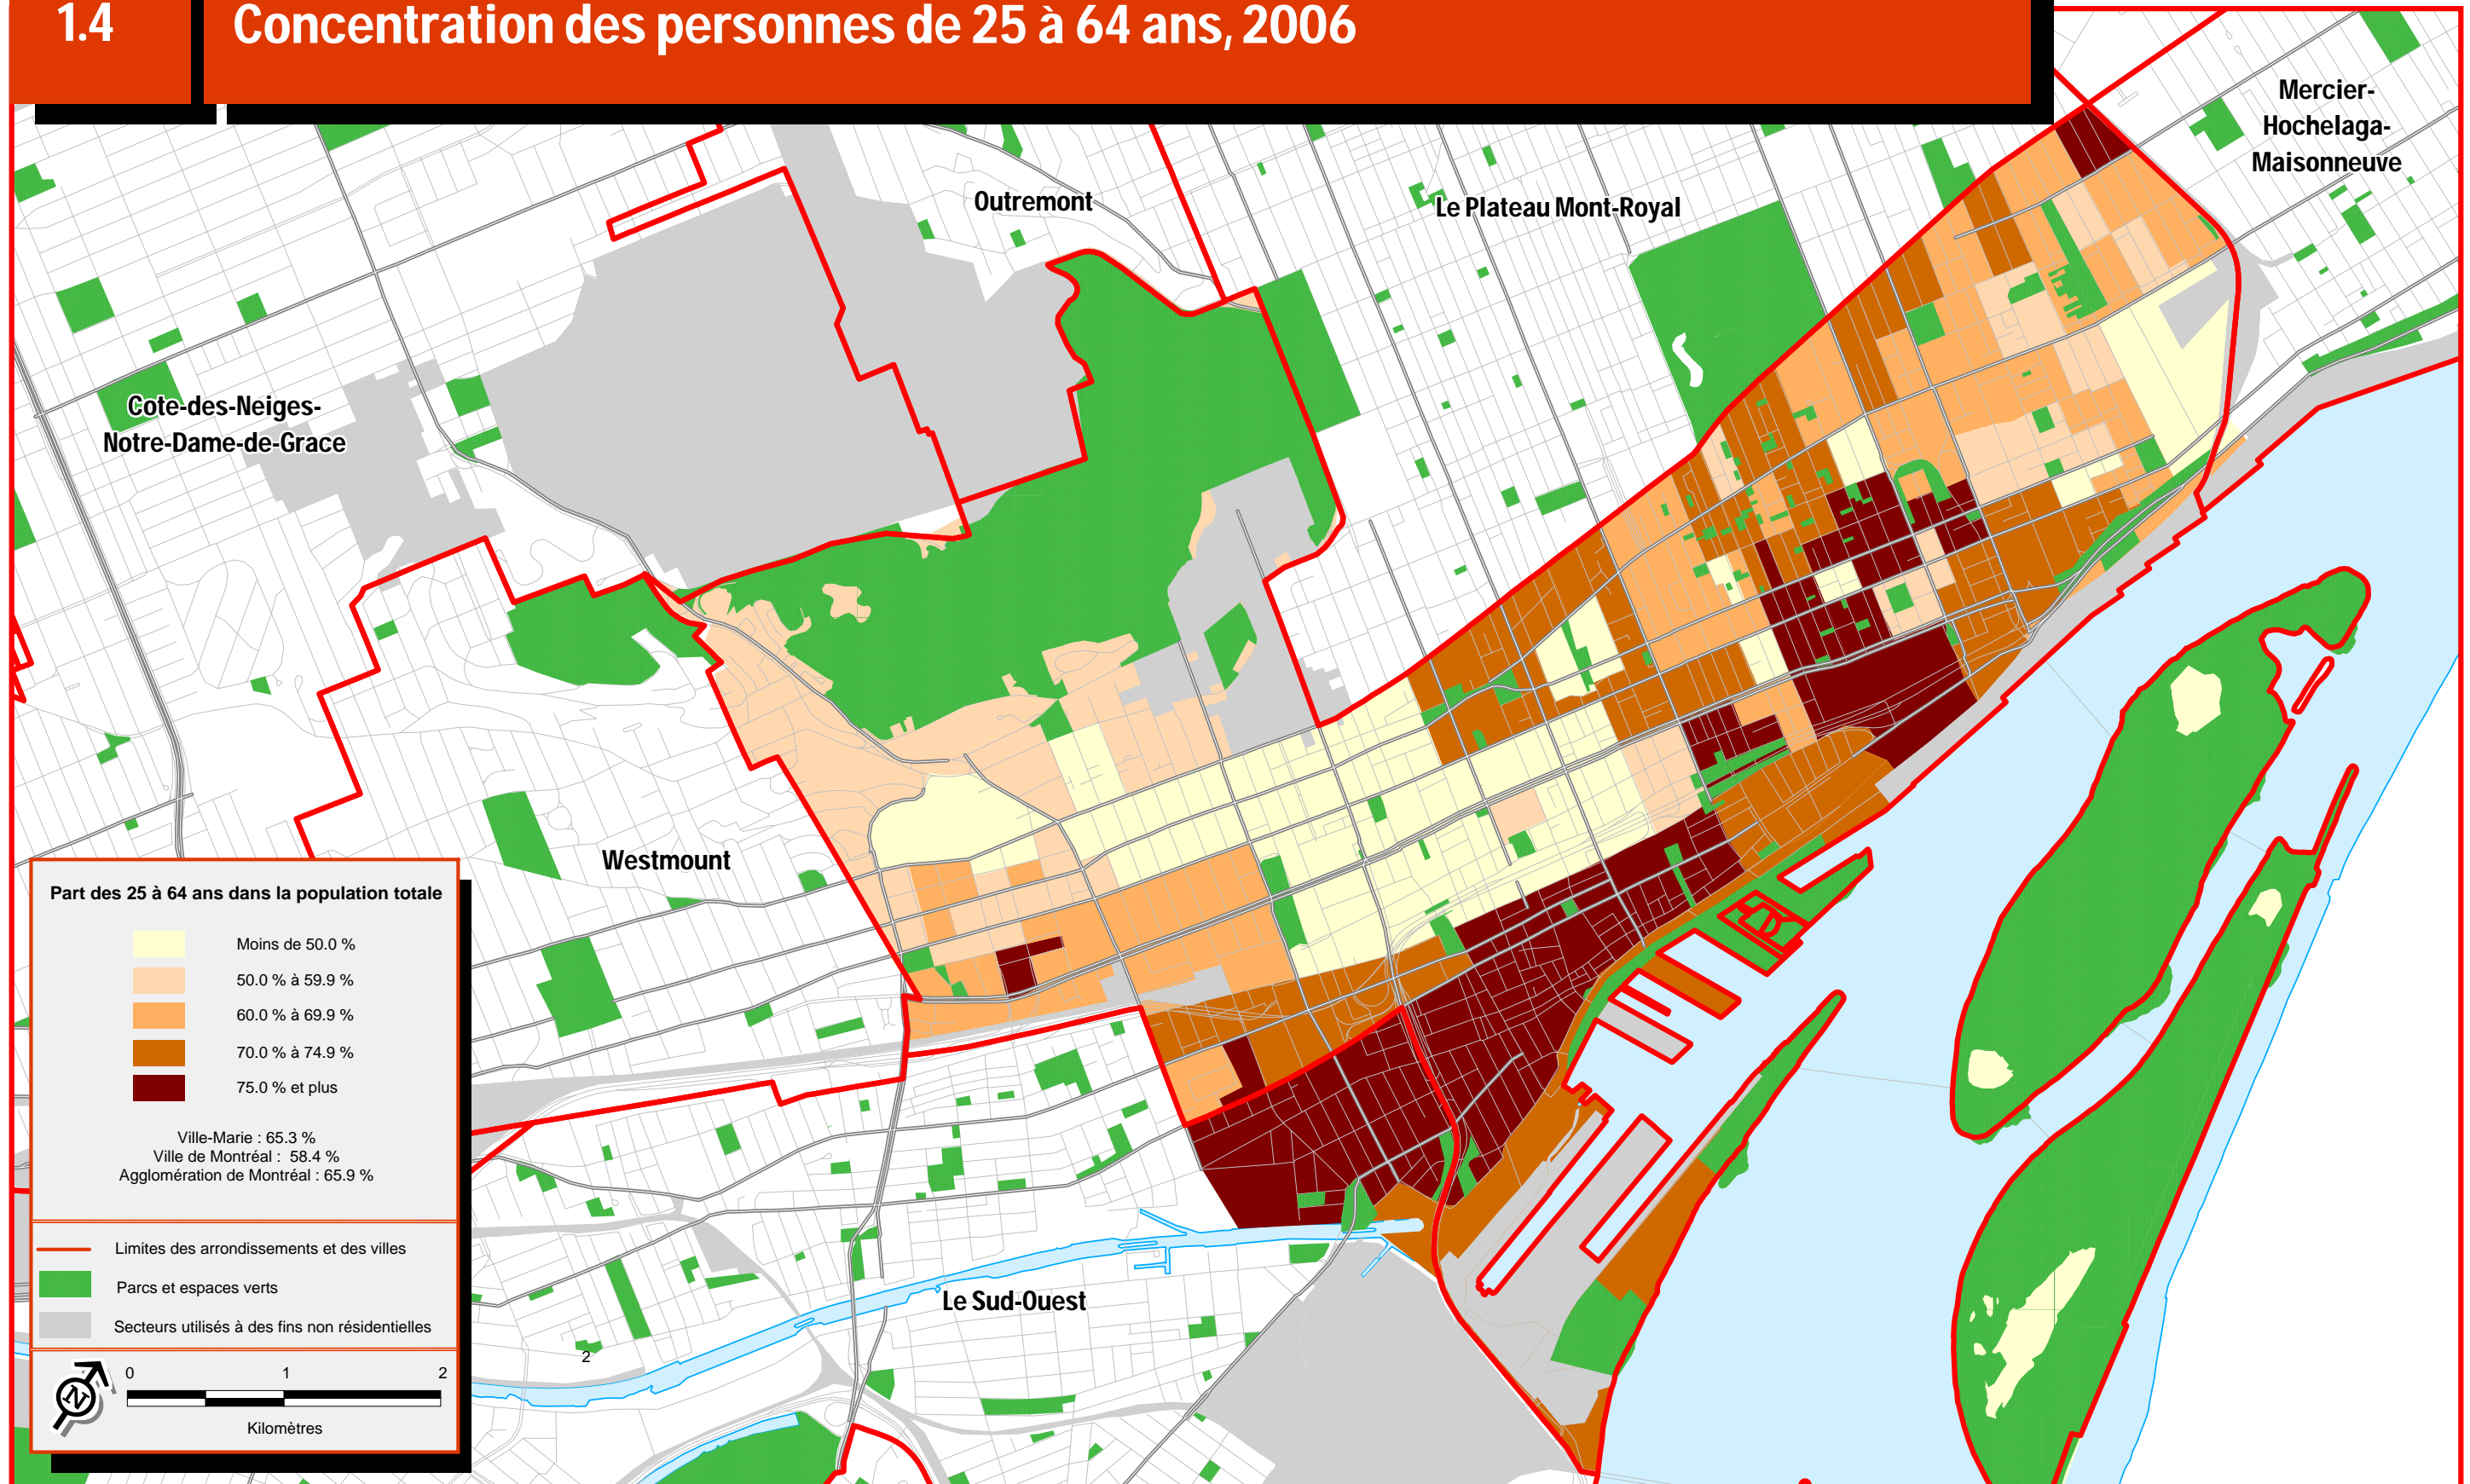 1.4
Concentration des personnes de 25 à 64 ans, 2006
Mercier-
Hochelaga-
Maisonneuve
Outremont
Le Plateau Mont-Royal
Cote-des-Neiges-
Notre-Dame-de-Grace
Westmount
Le Sud-Ouest
Part des 25 à 64 ans dans la population totale
Moins de 50.0 %
50.0 % à 59.9 %
60.0 % à 69.9 %
70.0 % à 74.9 %
75.0 % et plus
Ville-Marie : 65.3 %
Ville de Montréal : 58.4 %
Agglomération de Montréal : 65.9 %
Limites des arrondissements et des villes
Parcs et espaces verts
Secteurs utilisés à des fins non résidentielles
N
0 1 2
Kilomètres
2